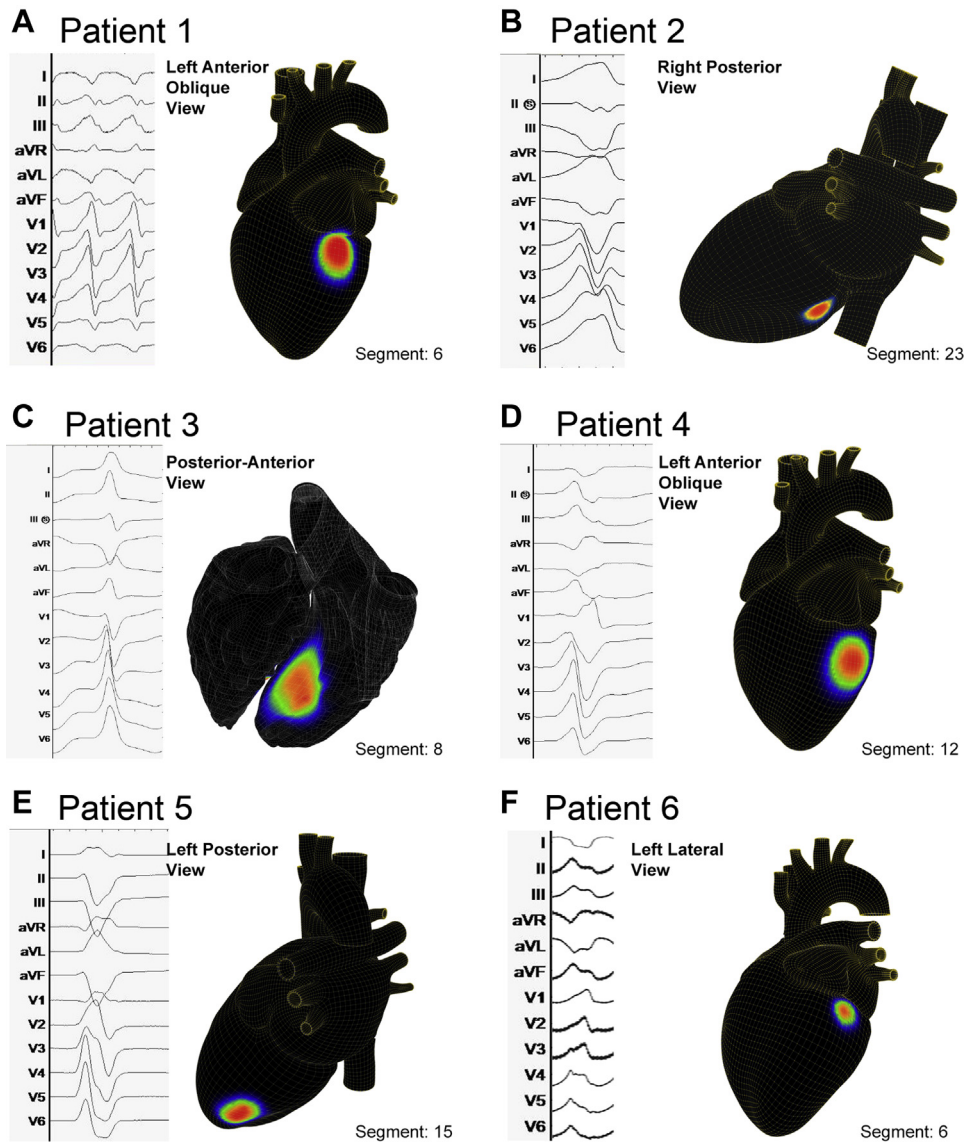 A Patient 1
Left Anterior
Oblique
View
I
II
III
aVR
aVL
aVF
V1
V2
V3
V4
V5
V6
Segment: 6
B Patient 2
Right Posterior
View
I
II
III
aVR
aVL
aVF
V1
V2
V3
V4
V5
V6
Segment: 23
C Patient 3
Posterior-Anterior
View
I
II
III
aVR
aVL
aVF
V1
V2
V3
V4
V5
V6
Segment: 8
D Patient 4
Left Anterior
Oblique
View
I
II
III
aVR
aVL
aVF
V1
V2
V3
V4
V5
V6
Segment: 12
E Patient 5
Left Posterior
View
I
II
III
aVR
aVL
aVF
V1
V2
V3
V4
V5
V6
Segment: 15
F Patient 6
Left Lateral
View
I
II
III
aVR
aVL
aVF
V1
V2
V3
V4
V5
V6
Segment: 6